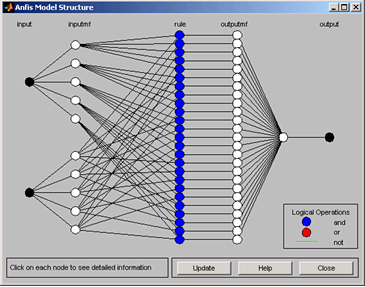 Anfis Model Structure
input inputmf rule outputmf output
Logical Operations
and
or
not
Click on each node to see detailed information
Update Help Close